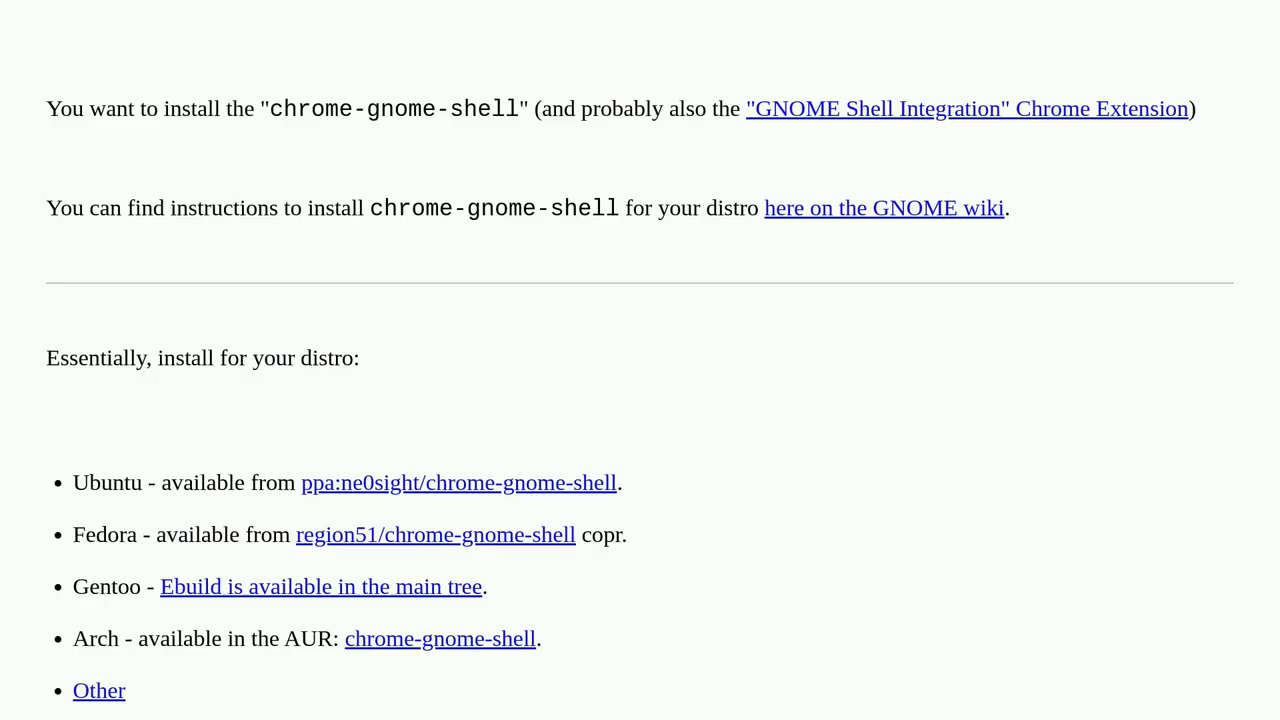 You want to install the "chrome-gnome-shell" (and probably also the "GNOME Shell Integration" Chrome Extension)
You can find instructions to install chrome-gnome-shell for your distro here on the GNOME wiki.
Essentially, install for your distro:
• Ubuntu - available from ppa:ne0sight/chrome-gnome-shell.
• Fedora - available from region51/chrome-gnome-shell copr.
• Gentoo - Ebuild is available in the main tree.
• Arch - available in the AUR: chrome-gnome-shell.
• Other